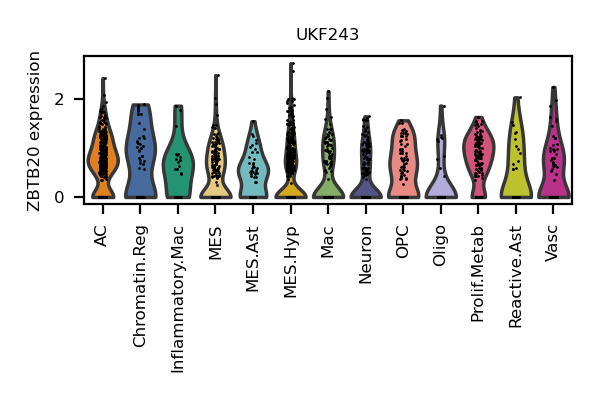 UKF243
ZBTB20 expression
2
0
AC
Chromatin.Reg
Inflammatory.Mac
MES
MES.Ast
MES.Hyp
Mac
Neuron
OPC
Oligo
Prolif.Metab
Reactive.Ast
Vasc